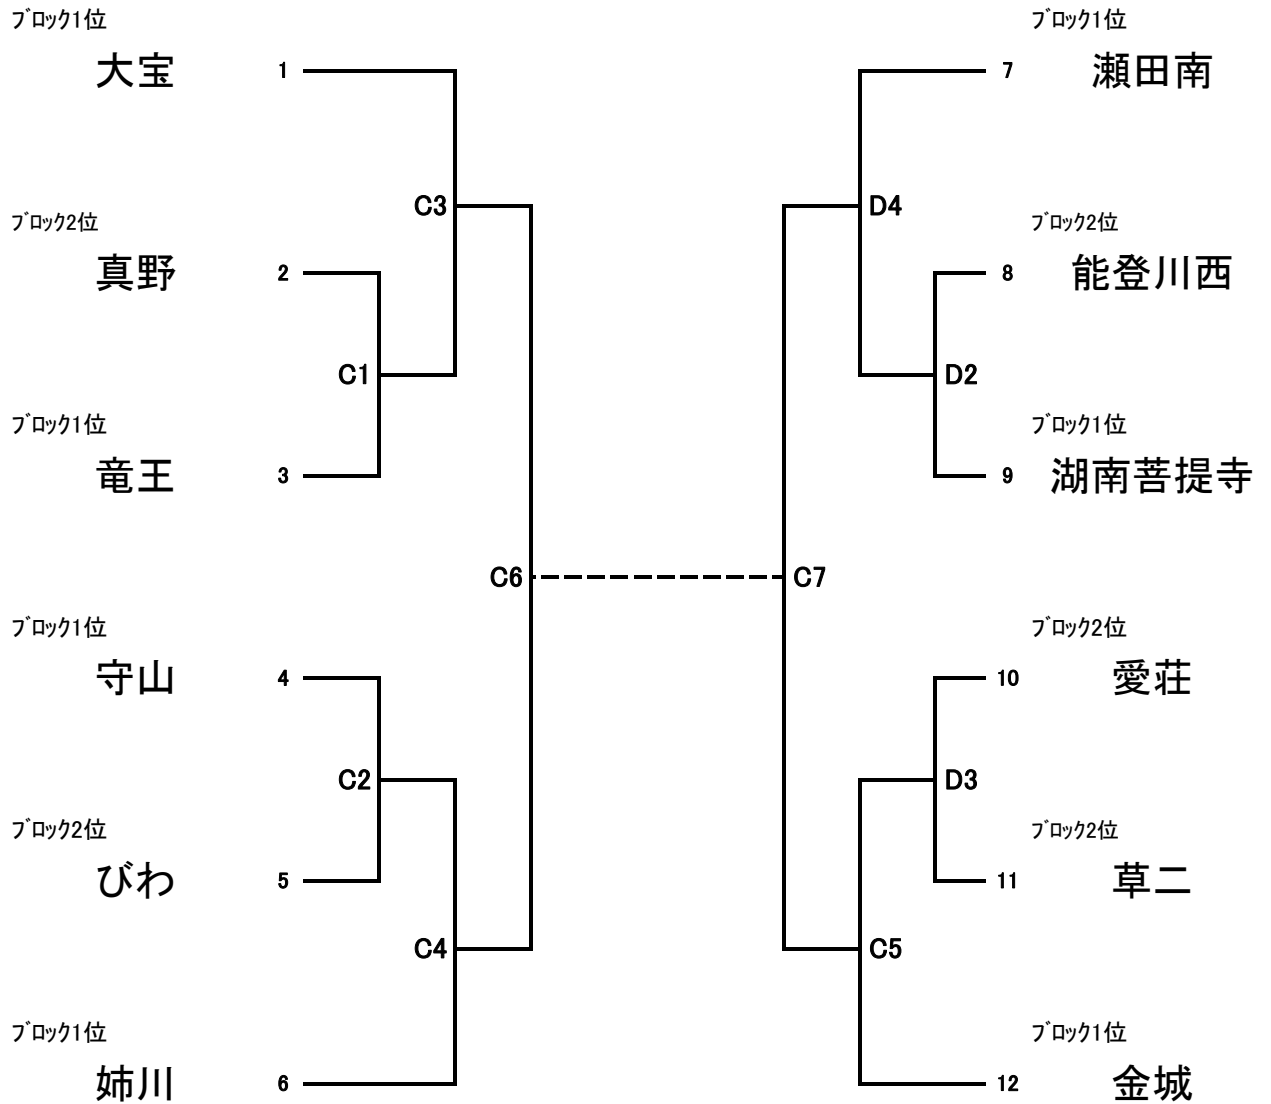 ﾌﾞﾛｯｸ1位
大宝 1
ﾌﾞﾛｯｸ2位
真野 2
ﾌﾞﾛｯｸ1位
竜王 3
ﾌﾞﾛｯｸ1位
守山 4
ﾌﾞﾛｯｸ2位
びわ 5
ﾌﾞﾛｯｸ1位
姉川 6
C3
C1
C6
C2
C4
ﾌﾞﾛｯｸ1位
7 瀬田南
ﾌﾞﾛｯｸ2位
8 能登川西
ﾌﾞﾛｯｸ1位
9 湖南菩提寺
ﾌﾞﾛｯｸ2位
10 愛荘
ﾌﾞﾛｯｸ2位
11 草二
ﾌﾞﾛｯｸ1位
12 金城
D4
D2
C7
D3
C5